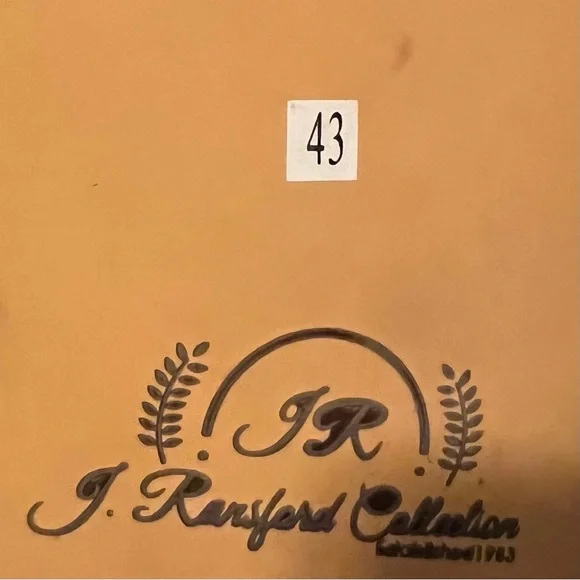 43
JR
J. Ransford Collection
Established 1983